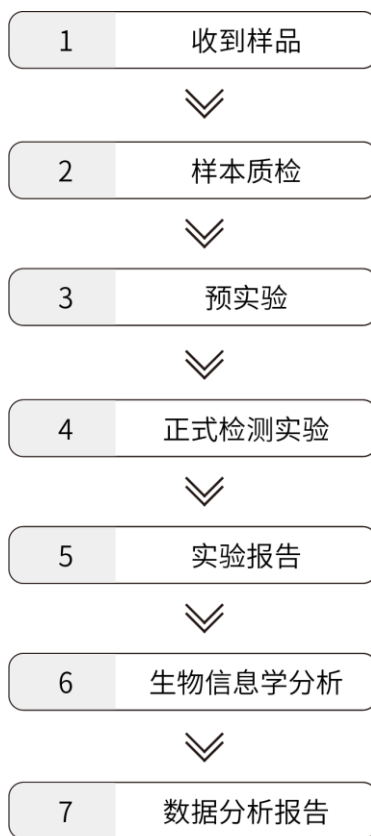 1 收到样品
2 样本质检
3 预实验
4 正式检测实验
5 实验报告
6 生物信息学分析
7 数据分析报告